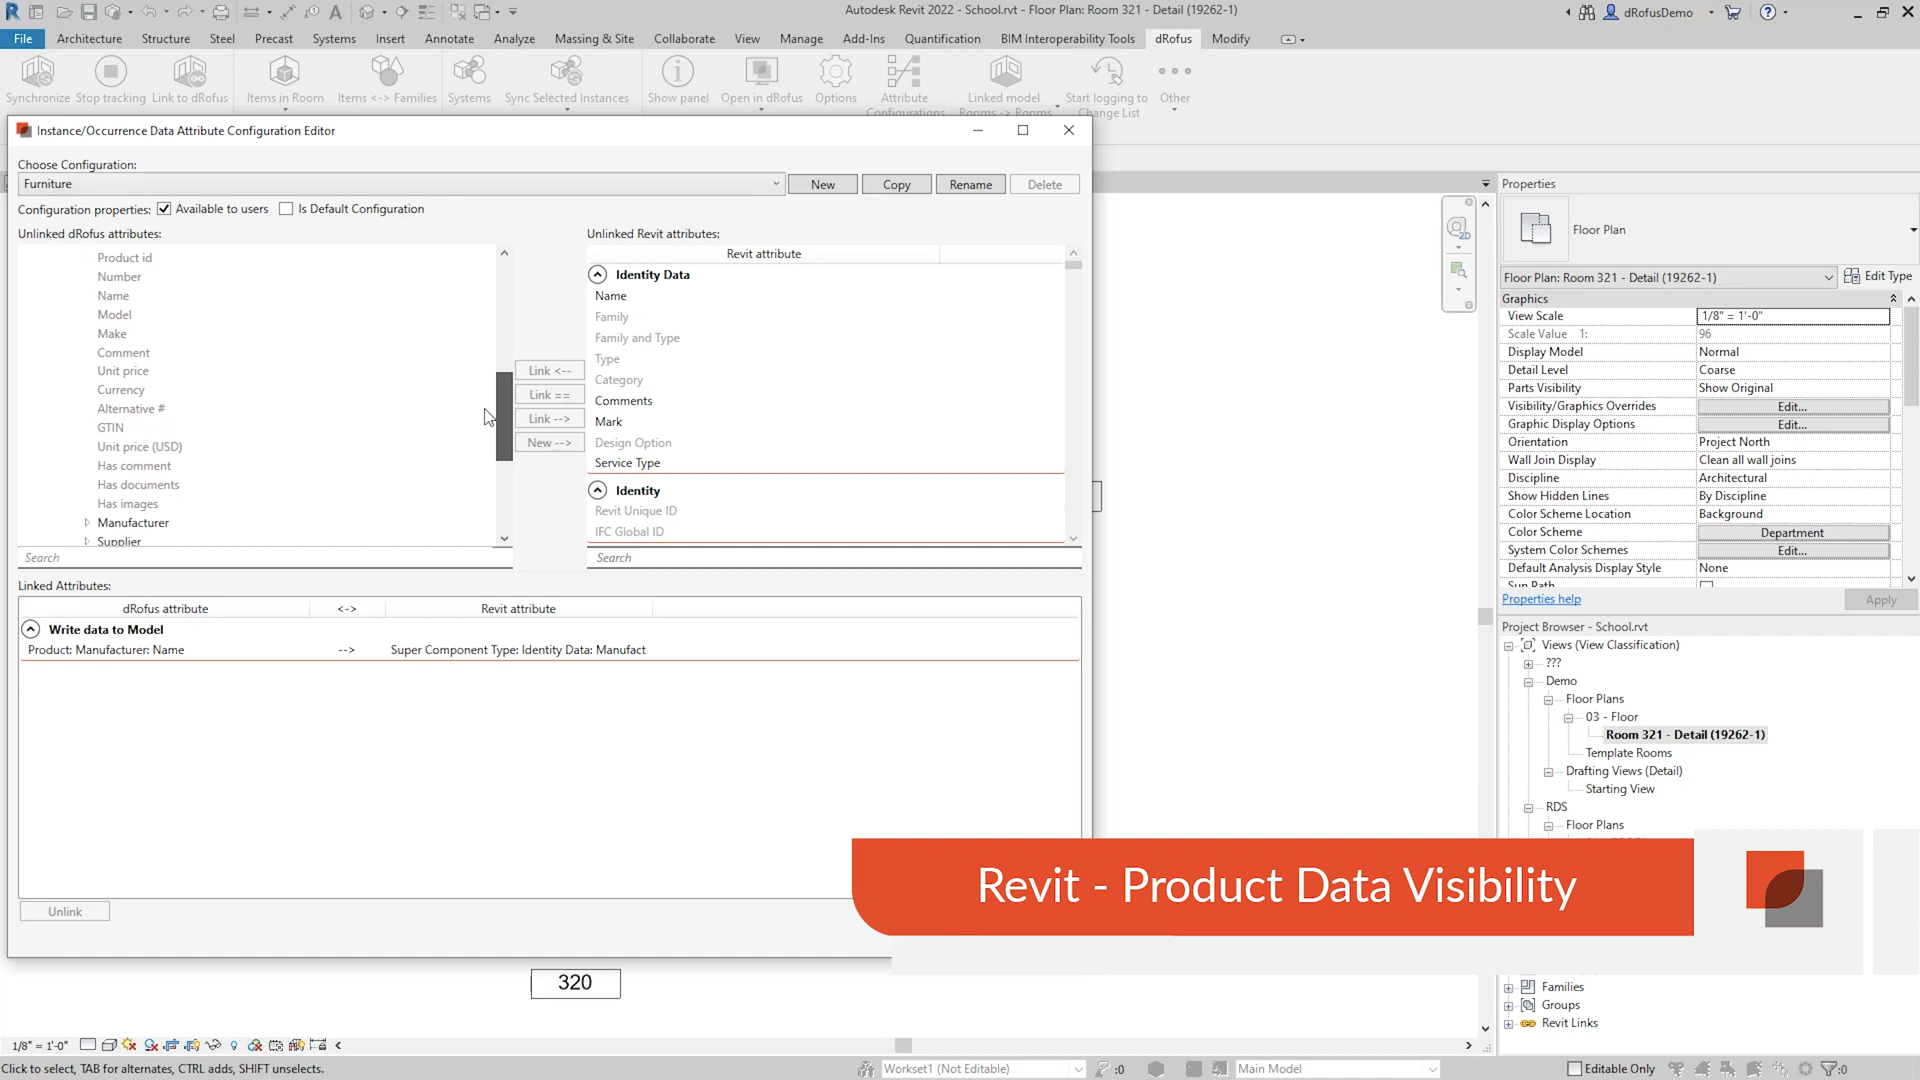 Autodesk Revit 2022 - School.rvt - Floor Plan: Room 321 - Detail (19262-1)
dRofusDemo
File Architecture Structure Steel Precast Systems Insert Annotate Analyze Massing & Site Collaborate View Manage Add-Ins Quantification BIM Interoperability Tools dRofus Modify
Synchronize Stop tracking Link to dRofus Items in Room Items <-> Families Systems Sync Selected Instances Show panel Open in dRofus Options Attribute Configurations Linked model Rooms -> Rooms Start logging to Change List Other
Instance/Occurrence Data Attribute Configuration Editor
Choose Configuration:
Furniture
New Copy Rename Delete
Configuration properties: Available to users Is Default Configuration
Unlinked dRofus attributes:
Product id
Number
Name
Model
Make
Comment
Unit price
Currency
Alternative #
GTIN
Unit price (USD)
Has comment
Has documents
Has images
Manufacturer
Supplier
Search
Link <--
Link ==
Link -->
New -->
Unlinked Revit attributes:
Revit attribute
Identity Data
Name
Family
Family and Type
Type
Category
Comments
Mark
Design Option
Service Type
Identity
Revit Unique ID
IFC Global ID
Search
Linked Attributes:
dRofus attribute <-> Revit attribute
Write data to Model
Product: Manufacturer: Name --> Super Component Type: Identity Data: Manufact
Unlink
320
2D
Properties
Floor Plan
Floor Plan: Room 321 - Detail (19262-1) Edit Type
Graphics
View Scale 1/8" = 1'-0"
Scale Value 1: 96
Display Model Normal
Detail Level Coarse
Parts Visibility Show Original
Visibility/Graphics Overrides Edit...
Graphic Display Options Edit...
Orientation Project North
Wall Join Display Clean all wall joins
Discipline Architectural
Show Hidden Lines By Discipline
Color Scheme Location Background
Color Scheme Department
System Color Schemes Edit...
Default Analysis Display Style None
Sun Path
Properties help Apply
Project Browser - School.rvt
Views (View Classification)
???
Demo
Floor Plans
03 - Floor
Room 321 - Detail (19262-1)
Template Rooms
Drafting Views (Detail)
Starting View
RDS
Floor Plans
Revit - Product Data Visibility
Families
Groups
Revit Links
1/8" = 1'-0"
Click to select, TAB for alternates, CTRL adds, SHIFT unselects.
Workset1 (Not Editable) :0 Main Model Editable Only :0